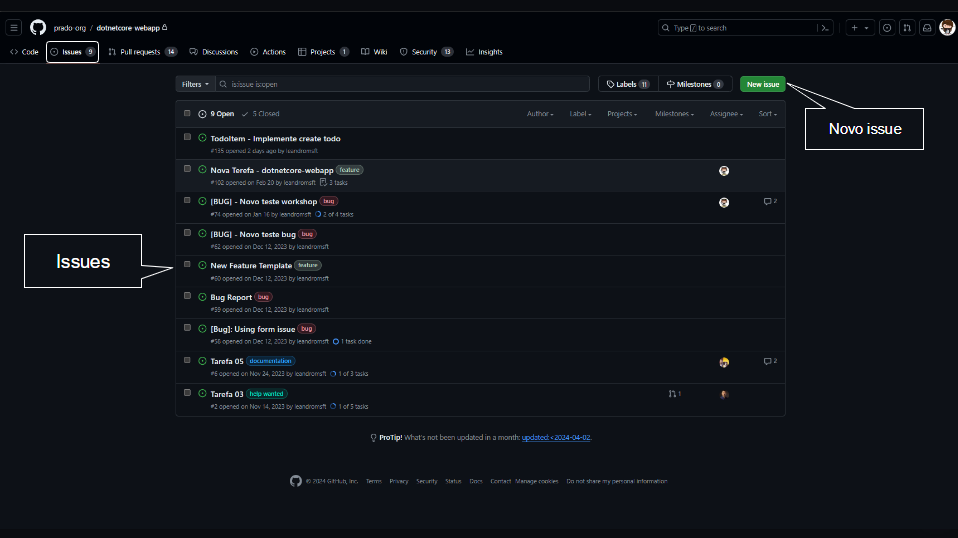 prado-org / dotnetcore-webapp
Type / to search
Code Issues 9 Pull requests 14 Discussions Actions Projects 1 Wiki Security 13 Insights
Filters is:issue is:open Labels 11 Milestones 0 New issue
Novo issue
9 Open 5 Closed Author Label Projects Milestones Assignee Sort
TodoItem - Implemente create todo
#135 opened 2 days ago by leandromsft
Nova Terefa - dotnetcore-webapp feature
#102 opened on Feb 20 by leandromsft 3 tasks
[BUG] - Novo teste workshop bug 2
#74 opened on Jan 16 by leandromsft 2 of 4 tasks
[BUG] - Novo teste bug bug
#62 opened on Dec 12, 2023 by leandromsft
Issues
New Feature Template feature
#60 opened on Dec 12, 2023 by leandromsft
Bug Report bug
#59 opened on Dec 12, 2023 by leandromsft
[Bug]: Using form issue bug
#58 opened on Dec 12, 2023 by leandromsft 1 task done
Tarefa 05 documentation 2
#6 opened on Nov 24, 2023 by leandromsft 1 of 3 tasks
Tarefa 03 help wanted 1
#2 opened on Nov 14, 2023 by leandromsft 1 of 5 tasks
ProTip! What's not been updated in a month: updated:<2024-04-02.
© 2024 GitHub, Inc. Terms Privacy Security Status Docs Contact Manage cookies Do not share my personal information